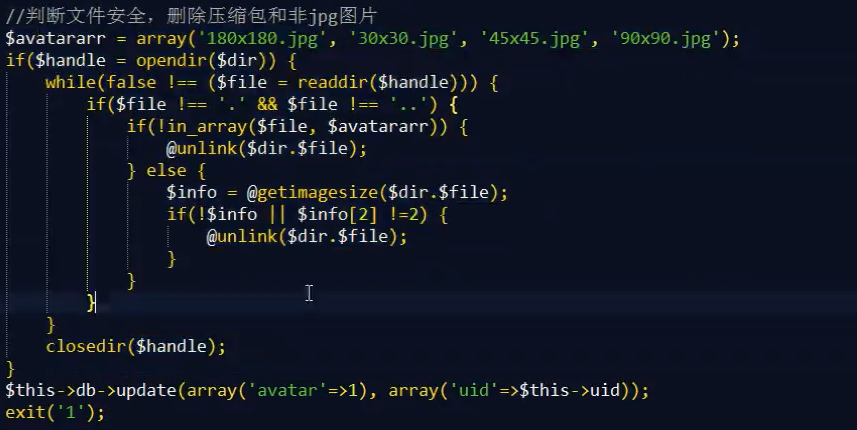 //判断文件安全，删除压缩包和非jpg图片
$avatararr = array('180x180.jpg', '30x30.jpg', '45x45.jpg', '90x90.jpg');
if($handle = opendir($dir)) {
    while(false !== ($file = readdir($handle))) {
        if($file !== '.' && $file !== '..') {
            if(!in_array($file, $avatararr)) {
                @unlink($dir.$file);
            } else {
                $info = @getimagesize($dir.$file);
                if(!$info || $info[2] !=2) {
                    @unlink($dir.$file);
                }
            }
        }
    }
    closedir($handle);
}
$this->db->update(array('avatar'=>1), array('uid'=>$this->uid));
exit('1');